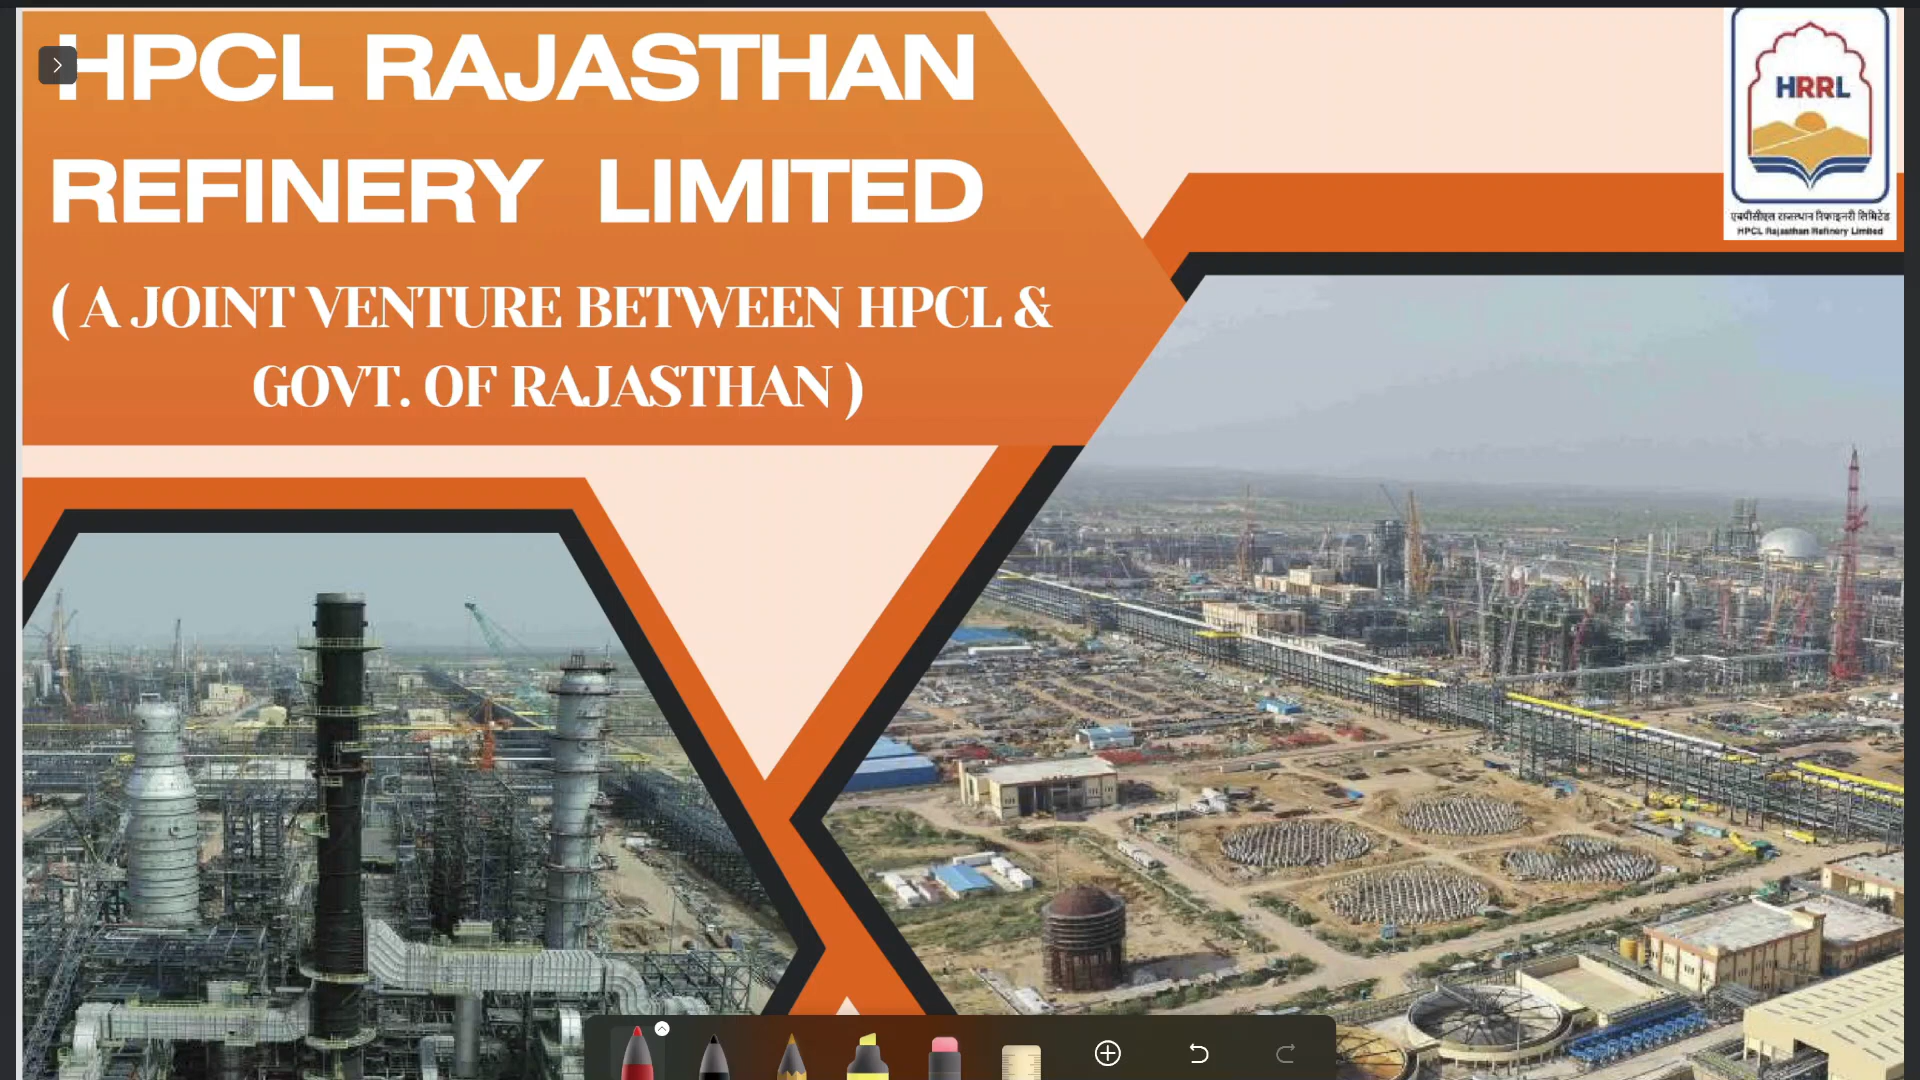 HPCL RAJASTHAN
REFINERY LIMITED
( A JOINT VENTURE BETWEEN HPCL &
GOVT. OF RAJASTHAN )
HRRL
एचपीसीएल राजस्थान रिफाइनरी लिमिटेड
HPCL Rajasthan Refinery Limited